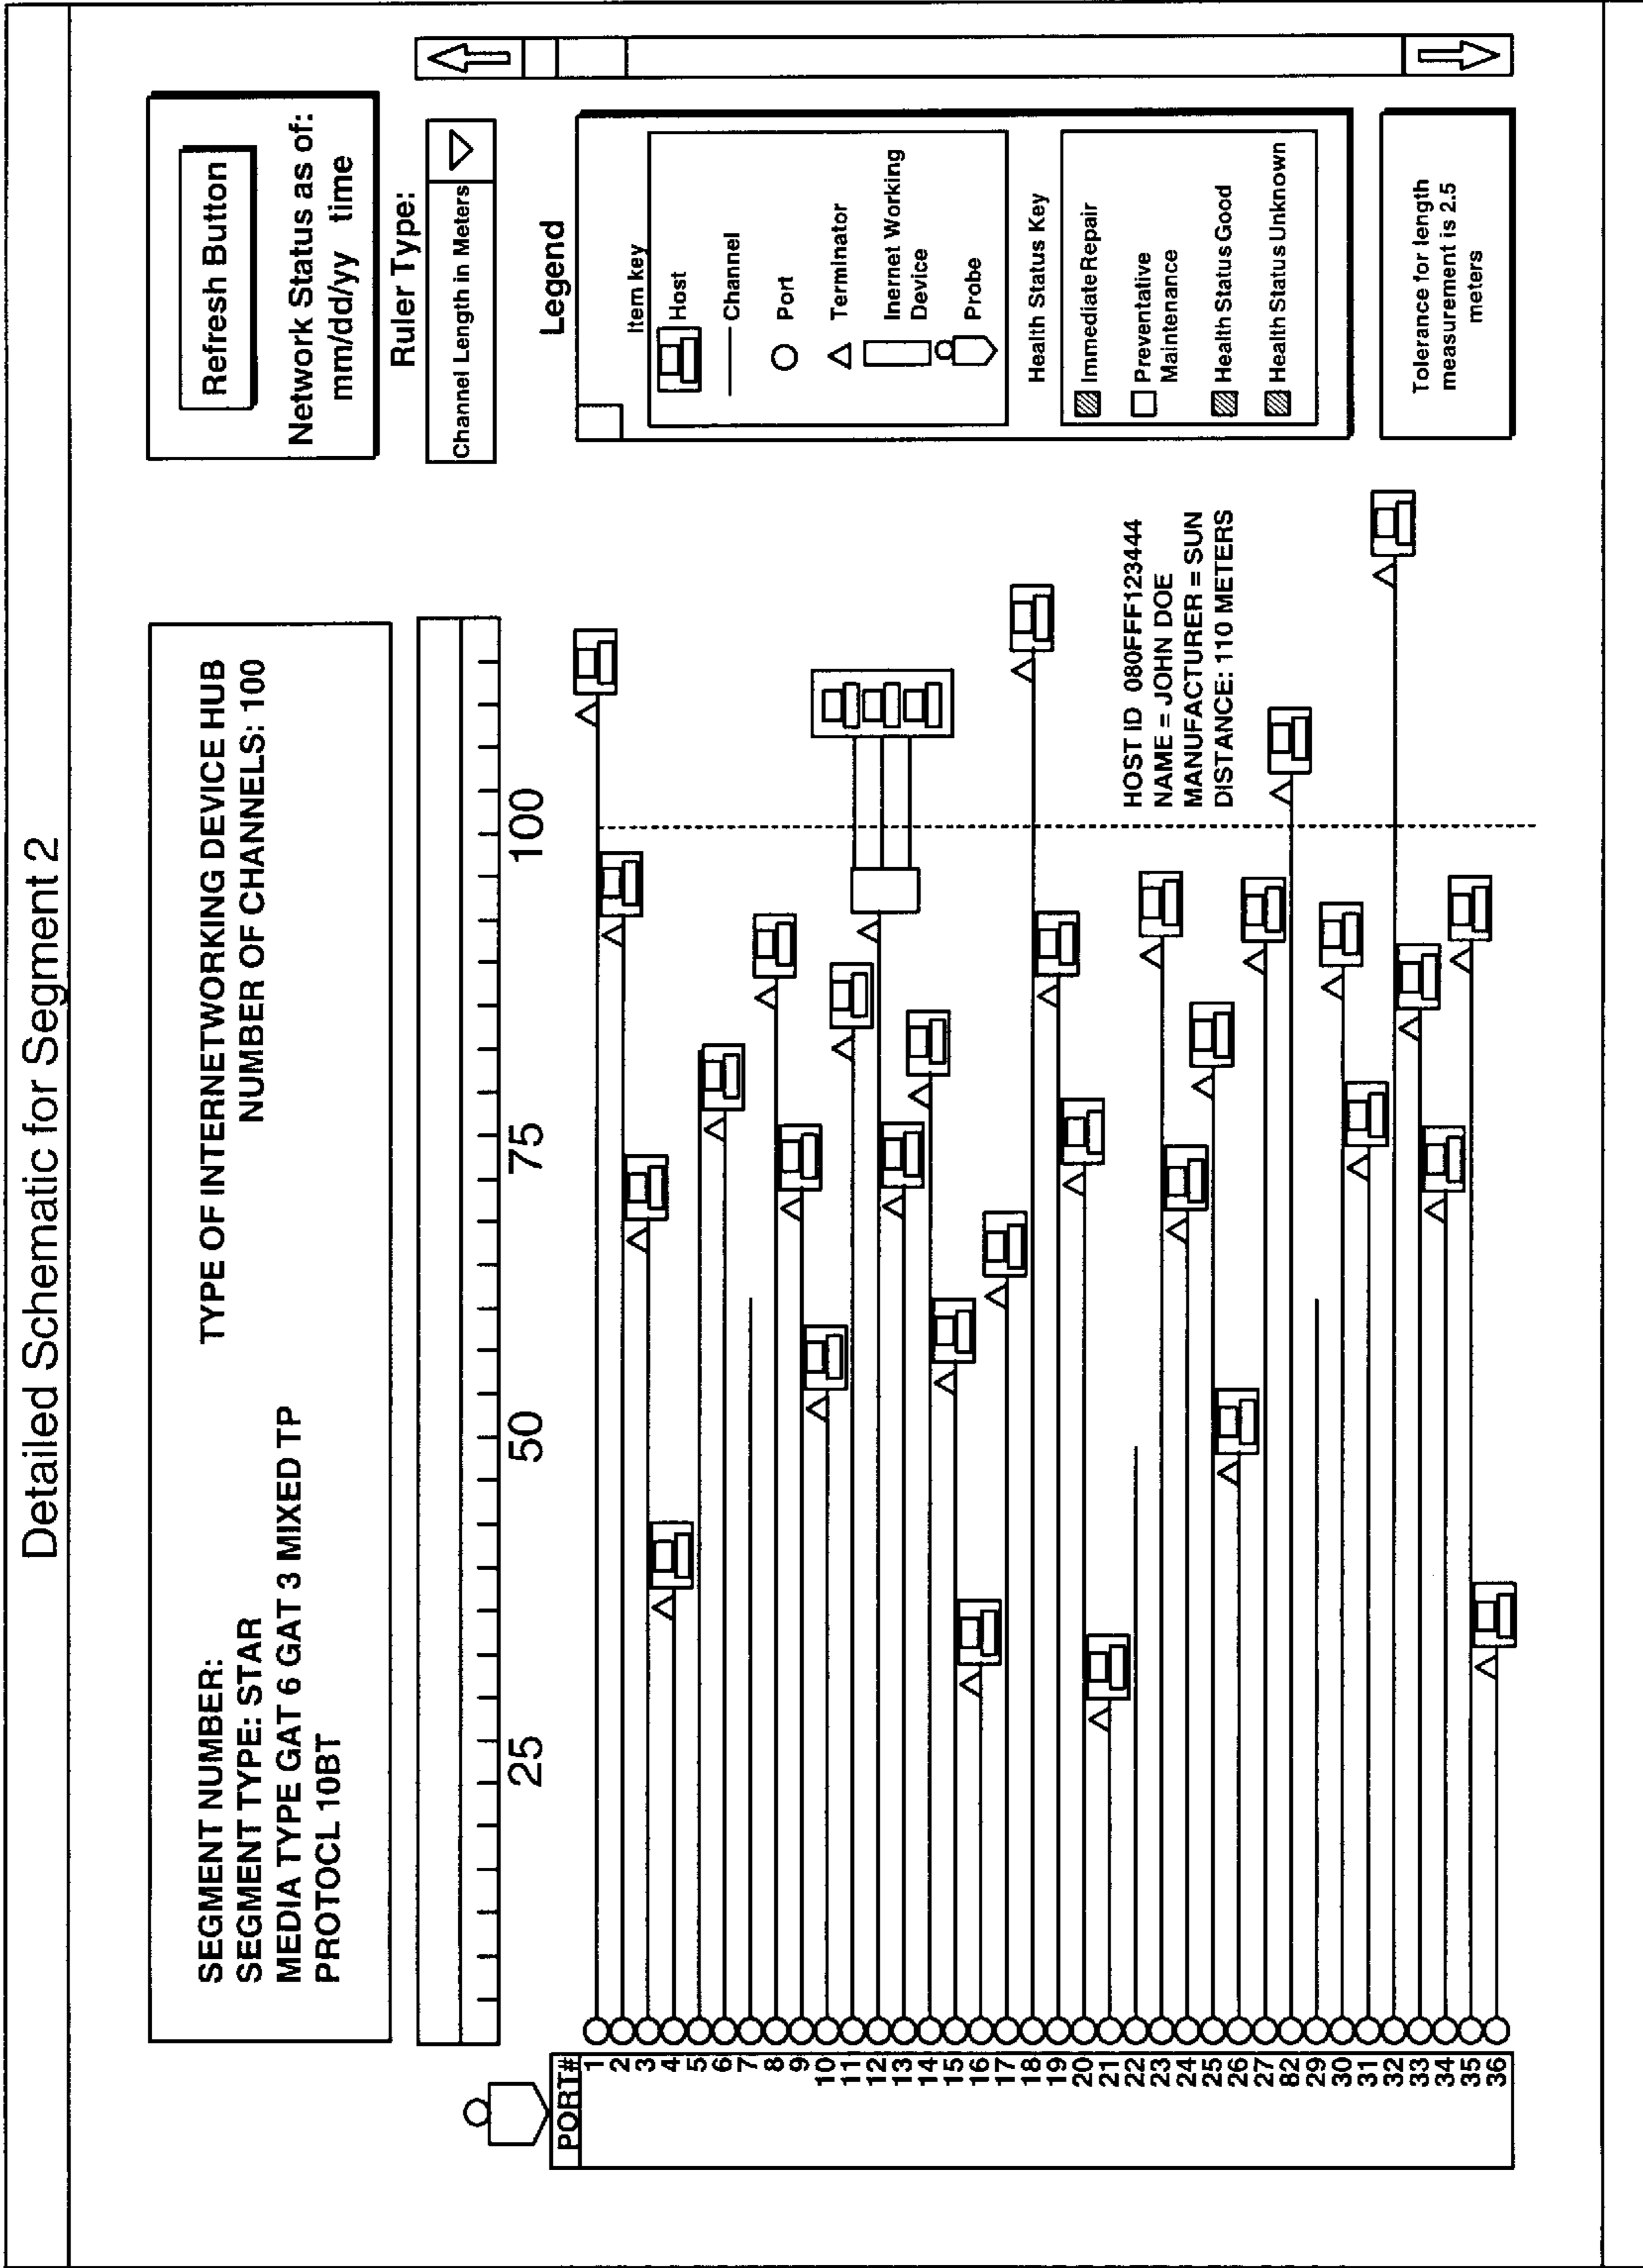 Detailed Schematic for Segment 2
SEGMENT NUMBER:
SEGMENT TYPE: STAR
MEDIA TYPE GAT 6 GAT 3 MIXED TP
PROTOCL 10BT
TYPE OF INTERNETWORKING DEVICE HUB
NUMBER OF CHANNELS: 100
Refresh Button
Network Status as of:
mm/dd/yy time
Ruler Type:
Channel Length in Meters
25
50
75
100
PORT#
1
2
3
4
5
6
7
8
9
10
11
12
13
14
15
16
17
18
19
20
21
22
23
24
25
26
27
82
29
30
31
32
33
34
35
36
HOST ID 080FFF123444
NAME = JOHN DOE
MANUFACTURER = SUN
DISTANCE: 110 METERS
Legend
Item key
Host
Channel
Port
Terminator
Inernet Working
Device
Probe
Health Status Key
Immediate Repair
Preventative
Maintenance
Health Status Good
Health Status Unknown
Tolerance for length
measurement is 2.5
meters